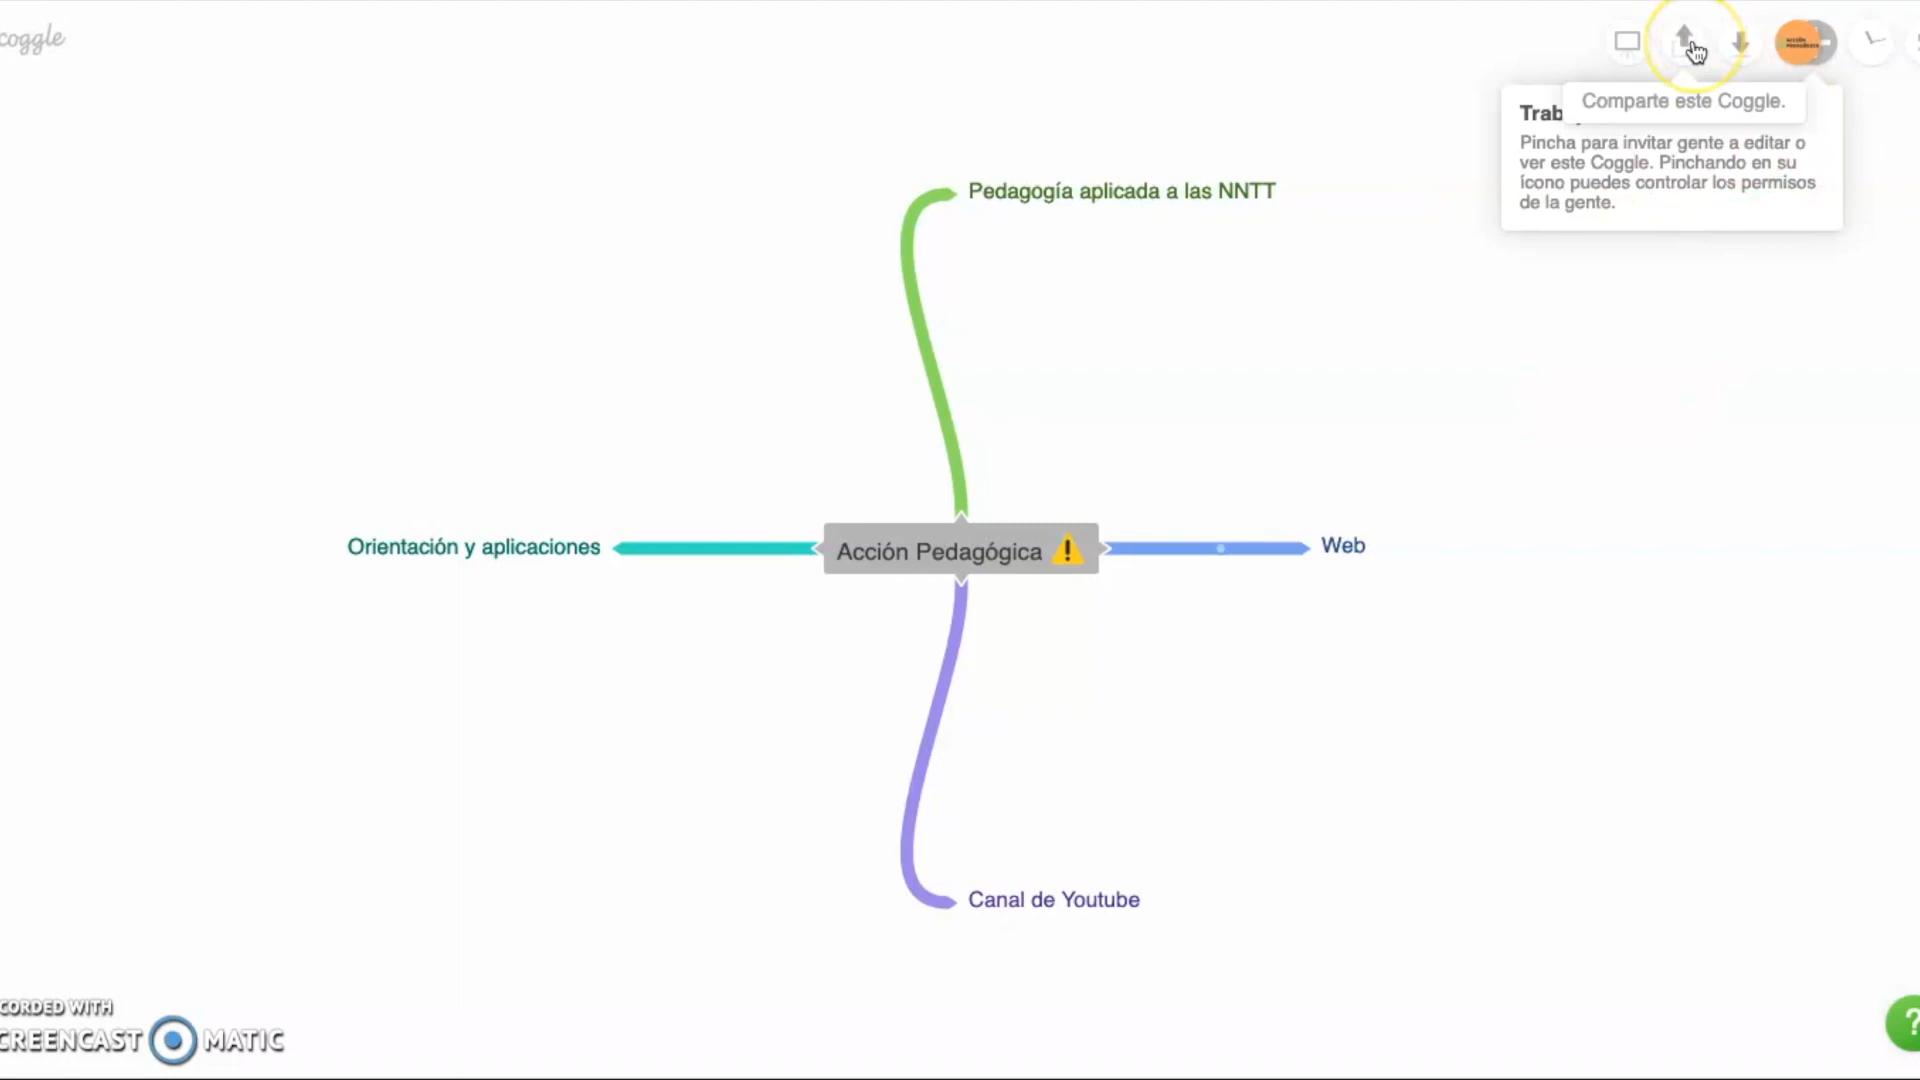 coggle
Comparte este Coggle.
Trab
Pincha para invitar gente a editar o
ver este Coggle. Pinchando en su
ícono puedes controlar los permisos
de la gente.
Pedagogía aplicada a las NNTT
Orientación y aplicaciones
Acción Pedagógica
Web
Canal de Youtube
CORDED WITH
CREENCAST MATIC
?